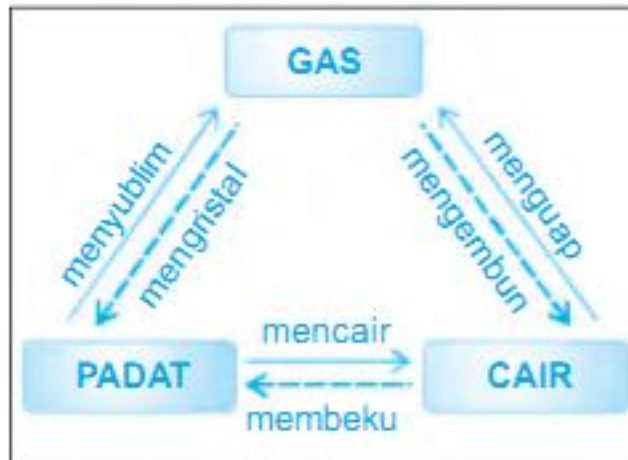 GAS
menyublim
mengristal
mengembun
menguap
PADAT
mencair
membeku
CAIR